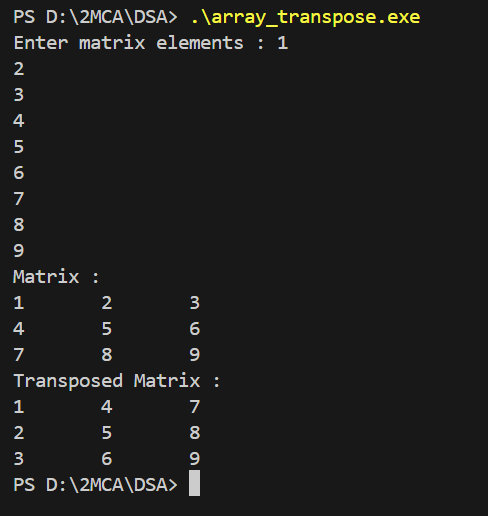 PS D:\2MCA\DSA> .\array_transpose.exe
Enter matrix elements : 1
2
3
4
5
6
7
8
9
Matrix :
1 2 3
4 5 6
7 8 9
Transposed Matrix :
1 4 7
2 5 8
3 6 9
PS D:\2MCA\DSA>